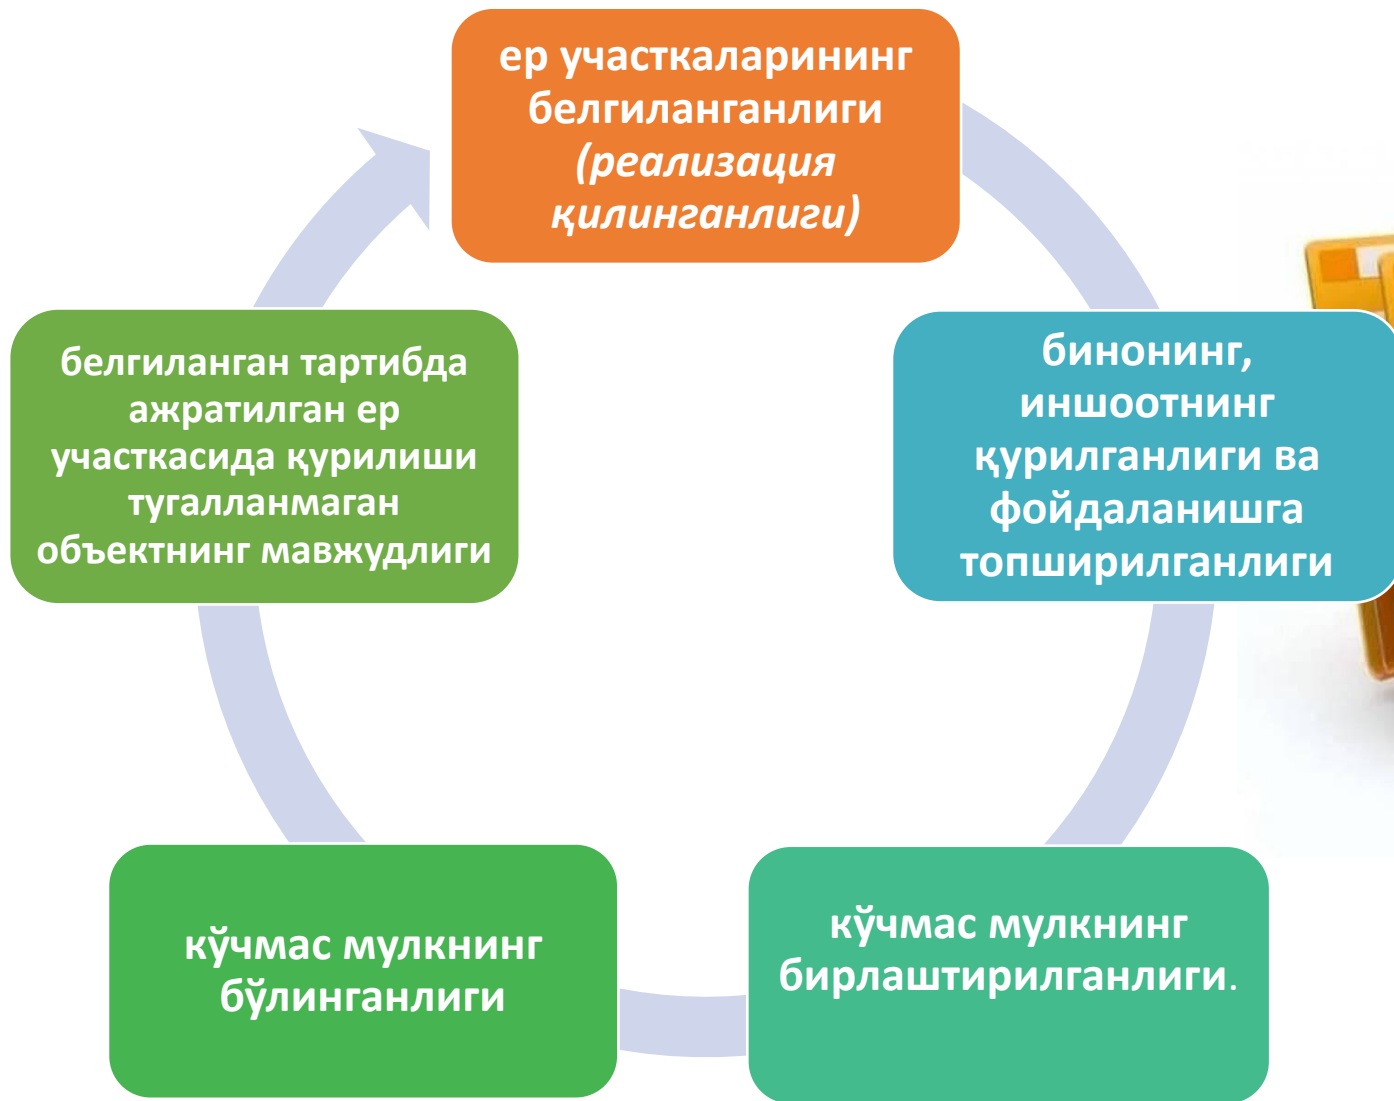 ер участкаларининг
белгиланганлиги
(реализация
қилинганлиги)
бинонинг,
иншоотнинг
қурилганлиги ва
фойдаланишга
топширилганлиги
кўчмас мулкнинг
бирлаштирилганлиги.
кўчмас мулкнинг
бўлинганлиги
белгиланган тартибда
ажратилган ер
участкасида қурилиши
тугалланмаган
объектнинг мавжудлиги